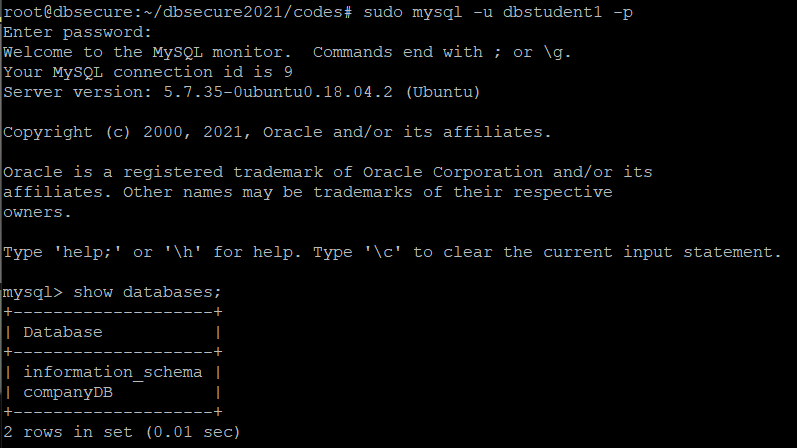 root@dbsecure:~/dbsecure2021/codes# sudo mysql -u dbstudent1 -p
Enter password:
Welcome to the MySQL monitor.  Commands end with ; or \g.
Your MySQL connection id is 9
Server version: 5.7.35-0ubuntu0.18.04.2 (Ubuntu)

Copyright (c) 2000, 2021, Oracle and/or its affiliates.

Oracle is a registered trademark of Oracle Corporation and/or its
affiliates. Other names may be trademarks of their respective
owners.

Type 'help;' or '\h' for help. Type '\c' to clear the current input statement.

mysql> show databases;
+--------------------+
| Database           |
+--------------------+
| information_schema |
| companyDB          |
+--------------------+
2 rows in set (0.01 sec)